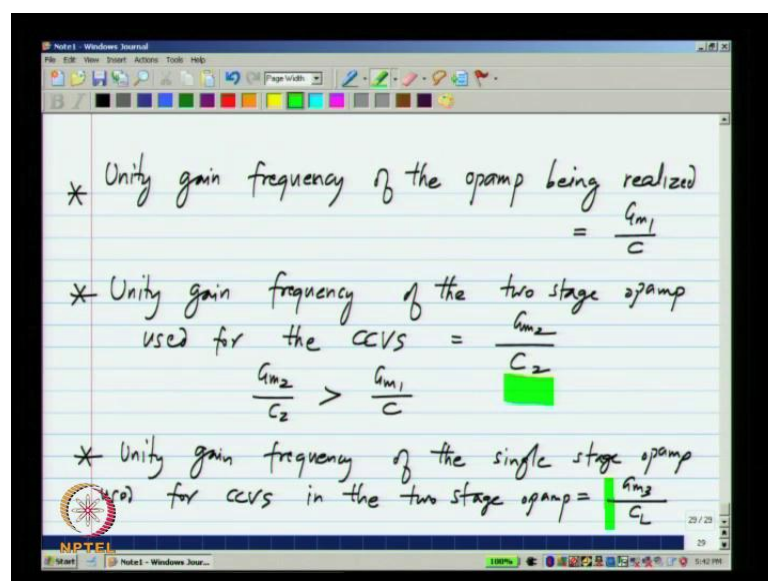 Note1 - Windows Journal
File Edit View Insert Actions Tools Help
Page Width
B I
* Unity gain frequency of the opamp being realized
= Gm1/C
* Unity gain frequency of the two stage opamp
used for the CCVS = Gm2/C2
Gm2/C2 > Gm1/C
* Unity gain frequency of the single stage opamp
used for CCVS in the two stage opamp = Gm3/CL
NPTEL
29 / 29
29
Start
Note1 - Windows Jour...
100%
5:42 PM